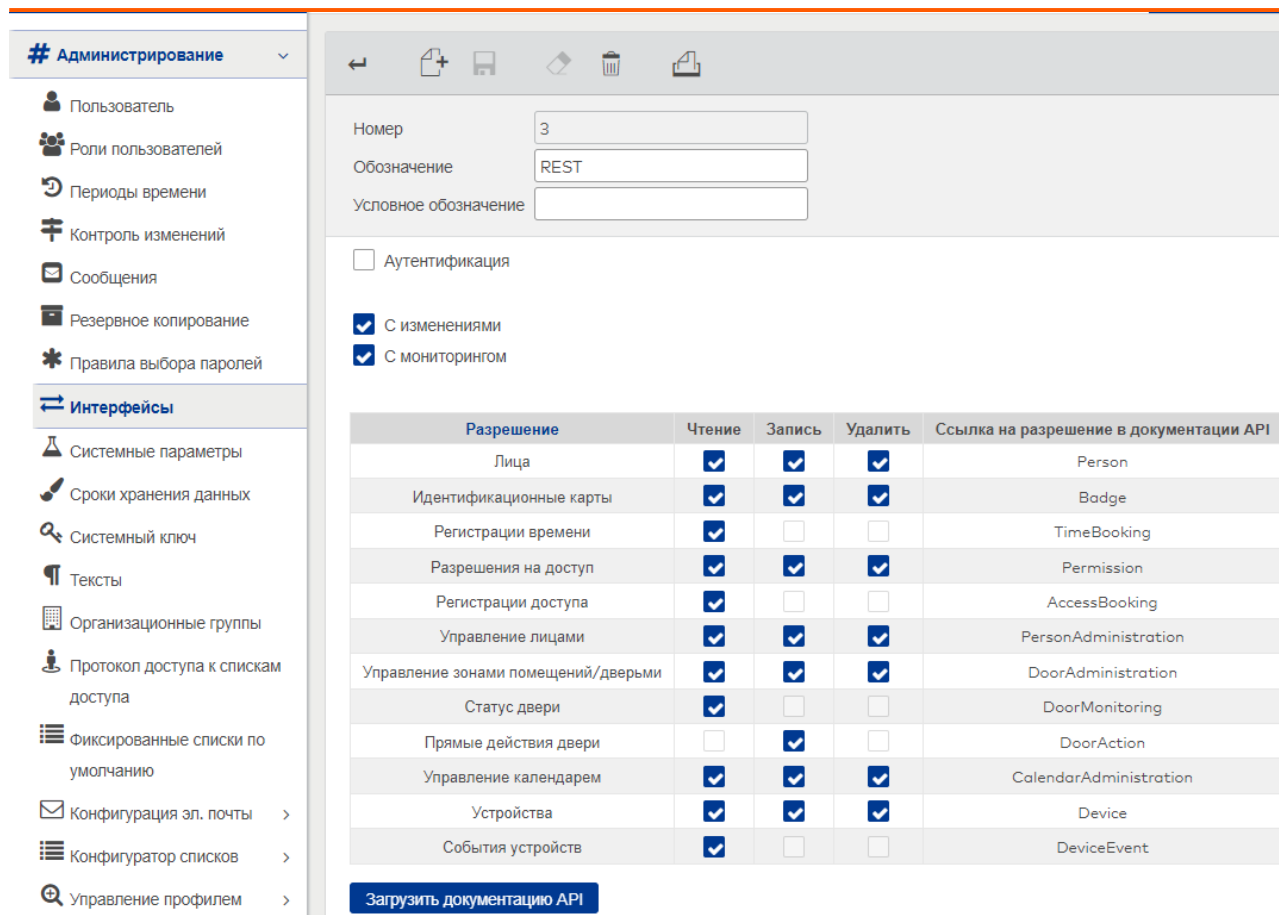 Администрирование
Пользователь
Роли пользователей
Периоды времени
Контроль изменений
Сообщения
Резервное копирование
Правила выбора паролей
Интерфейсы
Системные параметры
Сроки хранения данных
Системный ключ
Тексты
Организационные группы
Протокол доступа к спискам
доступа
Фиксированные списки по
умолчанию
Конфигурация эл. почты
Конфигуратор списков
Управление профилем
Номер 3
Обозначение REST
Условное обозначение
Аутентификация
С изменениями
С мониторингом
Разрешение Чтение Запись Удалить Ссылка на разрешение в документации API
Лица Person
Идентификационные карты Badge
Регистрации времени TimeBooking
Разрешения на доступ Permission
Регистрации доступа AccessBooking
Управление лицами PersonAdministration
Управление зонами помещений/дверьми DoorAdministration
Статус двери DoorMonitoring
Прямые действия двери DoorAction
Управление календарем CalendarAdministration
Устройства Device
События устройств DeviceEvent
Загрузить документацию API